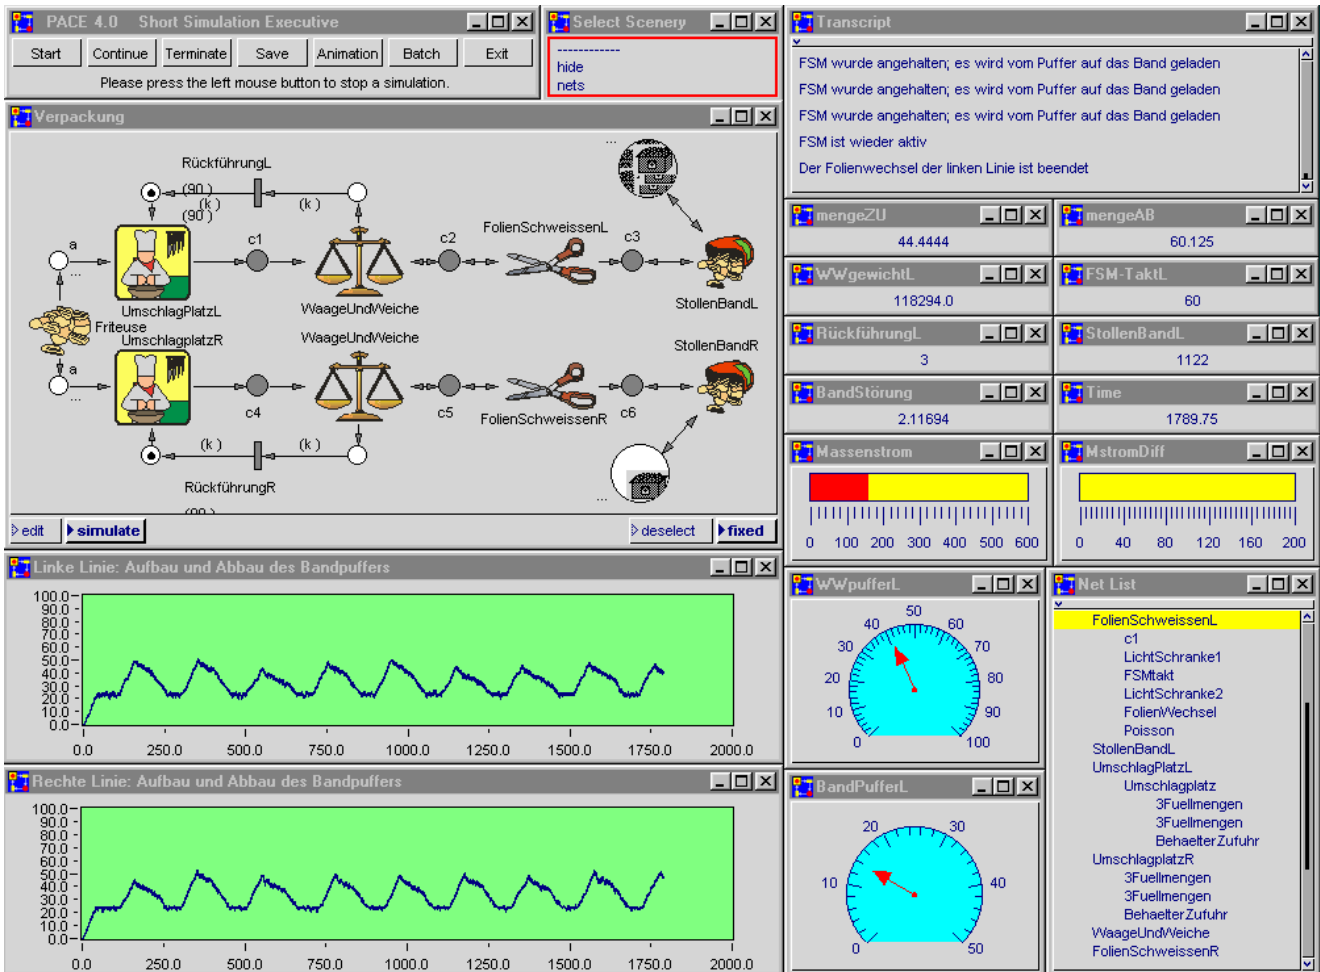 PACE 4.0 Short Simulation Executive
Start Continue Terminate Save Animation Batch Exit
Please press the left mouse button to stop a simulation.
Select Scenery
------------
hide
nets
Transcript
FSM wurde angehalten; es wird vom Puffer auf das Band geladen
FSM wurde angehalten; es wird vom Puffer auf das Band geladen
FSM wurde angehalten; es wird vom Puffer auf das Band geladen
FSM ist wieder aktiv
Der Folienwechsel der linken Linie ist beendet
Verpackung
RückführungL
(90 )
(k )
(k )
(90 )
a
...
c1
c2
FolienSchweissenL
c3
...
UmschlagPlatzL
WaageUndWeiche
StollenBandL
Friteuse
UmschlagplatzR
WaageUndWeiche
StollenBandR
a
...
c4
c5
FolienSchweissenR
c6
(k )
(k )
RückführungR
...
(90 )
edit simulate deselect fixed
mengeZU
44.4444
mengeAB
60.125
WWgewichtL
118294.0
FSM-TaktL
60
RückführungL
3
StollenBandL
1122
BandStörung
2.11694
Time
1789.75
Massenstrom
0 100 200 300 400 500 600
MstromDiff
0 40 80 120 160 200
Linke Linie: Aufbau und Abbau des Bandpuffers
100.0
90.0
80.0
70.0
60.0
50.0
40.0
30.0
20.0
10.0
0.0
0.0 250.0 500.0 750.0 1000.0 1250.0 1500.0 1750.0 2000.0
Rechte Linie: Aufbau und Abbau des Bandpuffers
100.0
90.0
80.0
70.0
60.0
50.0
40.0
30.0
20.0
10.0
0.0
0.0 250.0 500.0 750.0 1000.0 1250.0 1500.0 1750.0 2000.0
WWpufferL
0 10 20 30 40 50 60 70 80 90 100
BandPufferL
0 10 20 30 40 50
Net List
FolienSchweissenL
c1
LichtSchranke1
FSMtakt
LichtSchranke2
FolienWechsel
Poisson
StollenBandL
UmschlagPlatzL
Umschlagplatz
3Fuellmengen
3Fuellmengen
BehaelterZufuhr
UmschlagplatzR
3Fuellmengen
3Fuellmengen
BehaelterZufuhr
WaageUndWeiche
FolienSchweissenR